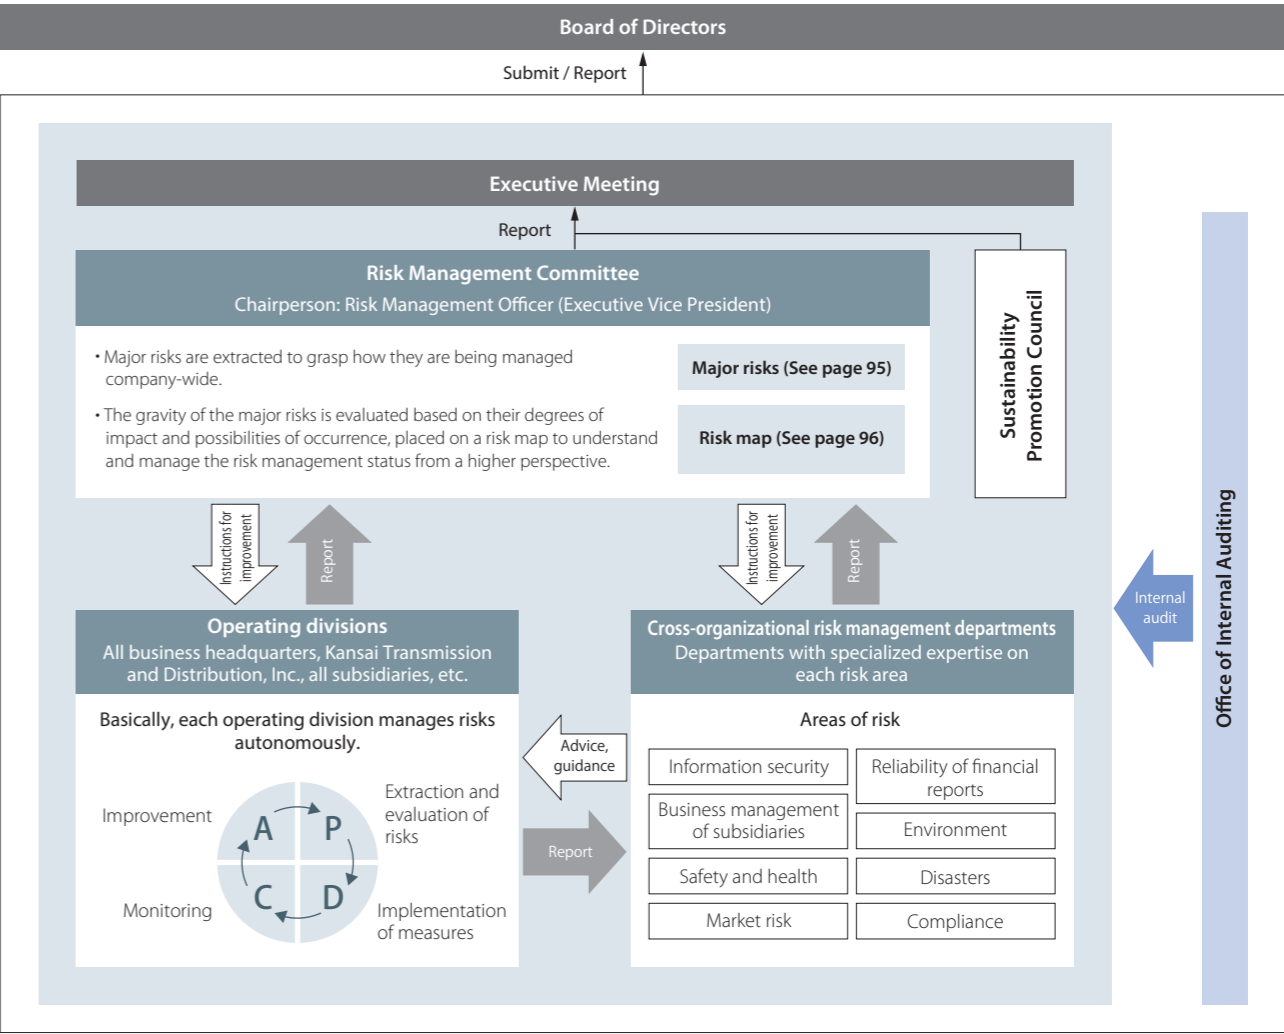 Board of Directors
Submit / Report
Executive Meeting
Report
Risk Management Committee
Chairperson: Risk Management Officer (Executive Vice President)
• Major risks are extracted to grasp how they are being managed
company-wide.
• The gravity of the major risks is evaluated based on their degrees of
impact and possibilities of occurrence, placed on a risk map to understand
and manage the risk management status from a higher perspective.
Major risks (See page 95)
Risk map (See page 96)
Sustainability
Promotion Council
Instructions for
improvement
Report
Instructions for
improvement
Report
Operating divisions
All business headquarters, Kansai Transmission
and Distribution, Inc., all subsidiaries, etc.
Basically, each operating division manages risks
autonomously.
Improvement
Extraction and
evaluation of
risks
A
P
C
D
Monitoring
Implementation
of measures
Advice,
guidance
Report
Cross-organizational risk management departments
Departments with specialized expertise on
each risk area
Areas of risk
Information security
Business management
of subsidiaries
Safety and health
Market risk
Reliability of financial
reports
Environment
Disasters
Compliance
Internal
audit
Office of Internal Auditing